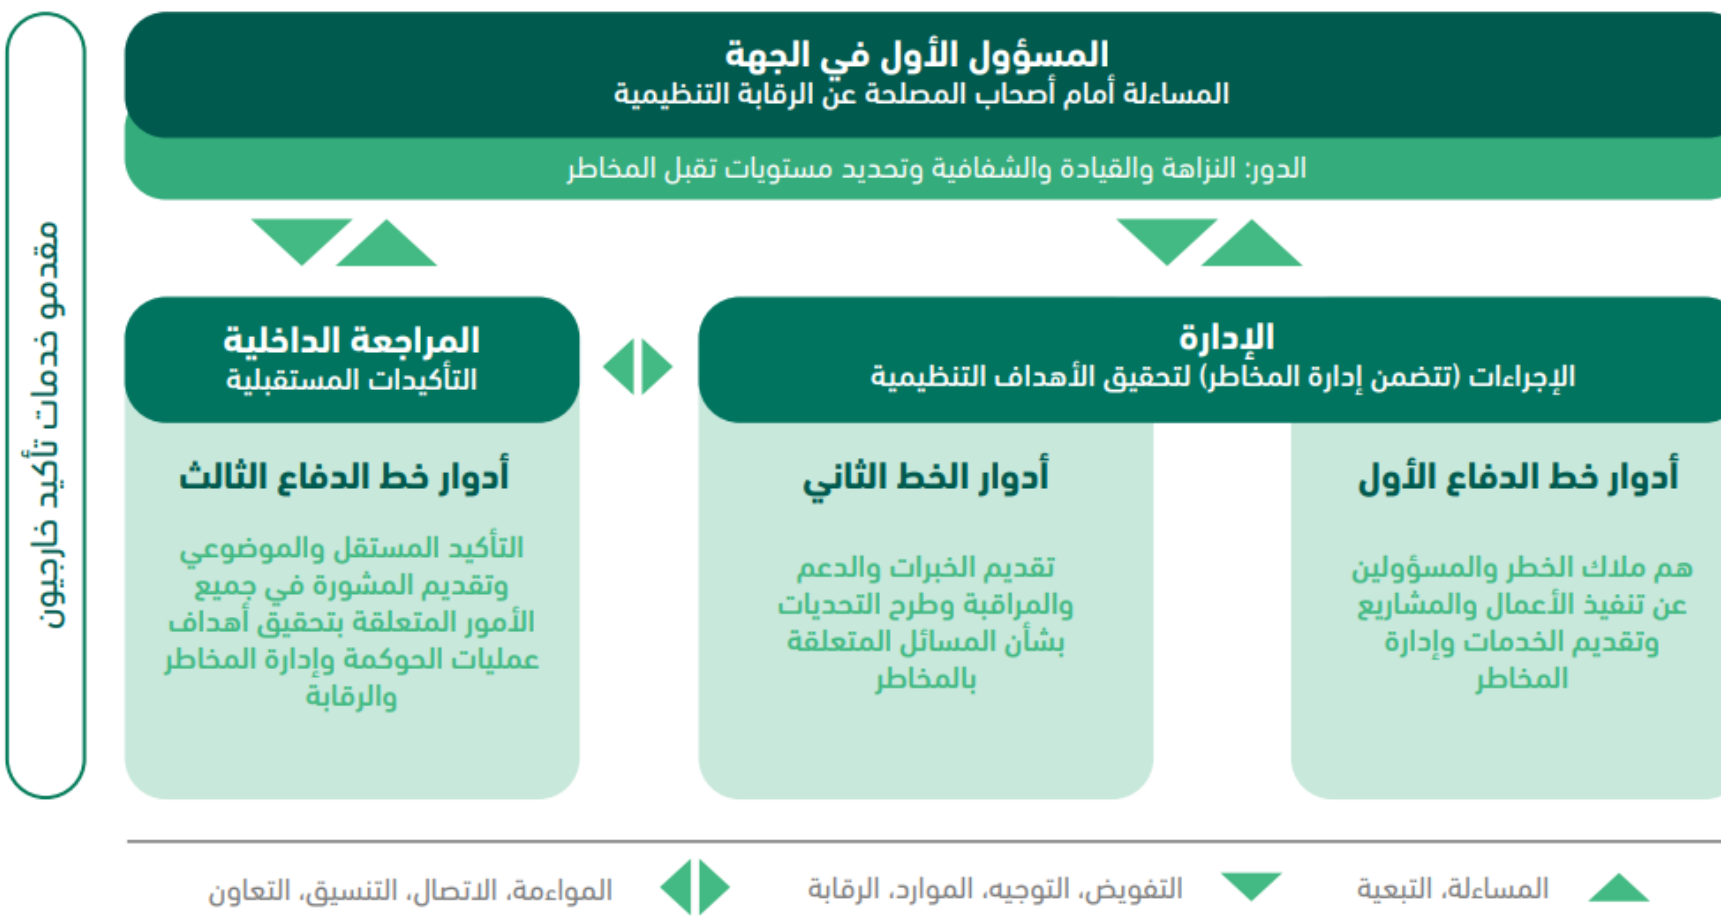 المسؤول الأول في الجهة
المساءلة أمام أصحاب المصلحة عن الرقابة التنظيمية
الدور: النزاهة والقيادة والشفافية وتحديد مستويات تقبل المخاطر
الإدارة
الإجراءات (تتضمن إدارة المخاطر) لتحقيق الأهداف التنظيمية
أدوار خط الدفاع الأول
هم ملاك الخطر والمسؤولين
عن تنفيذ الأعمال والمشاريع
وتقديم الخدمات وإدارة
المخاطر
أدوار الخط الثاني
تقديم الخبرات والدعم
والمراقبة وطرح التحديات
بشأن المسائل المتعلقة
بالمخاطر
المراجعة الداخلية
التأكيدات المستقبلية
أدوار خط الدفاع الثالث
التأكيد المستقل والموضوعي
وتقديم المشورة في جميع
الأمور المتعلقة بتحقيق أهداف
عمليات الحوكمة وإدارة المخاطر
والرقابة
مقدمو خدمات تأكيد خارجيون
المساءلة، التبعية
التفويض، التوجيه، الموارد، الرقابة
المواءمة، الاتصال، التنسيق، التعاون